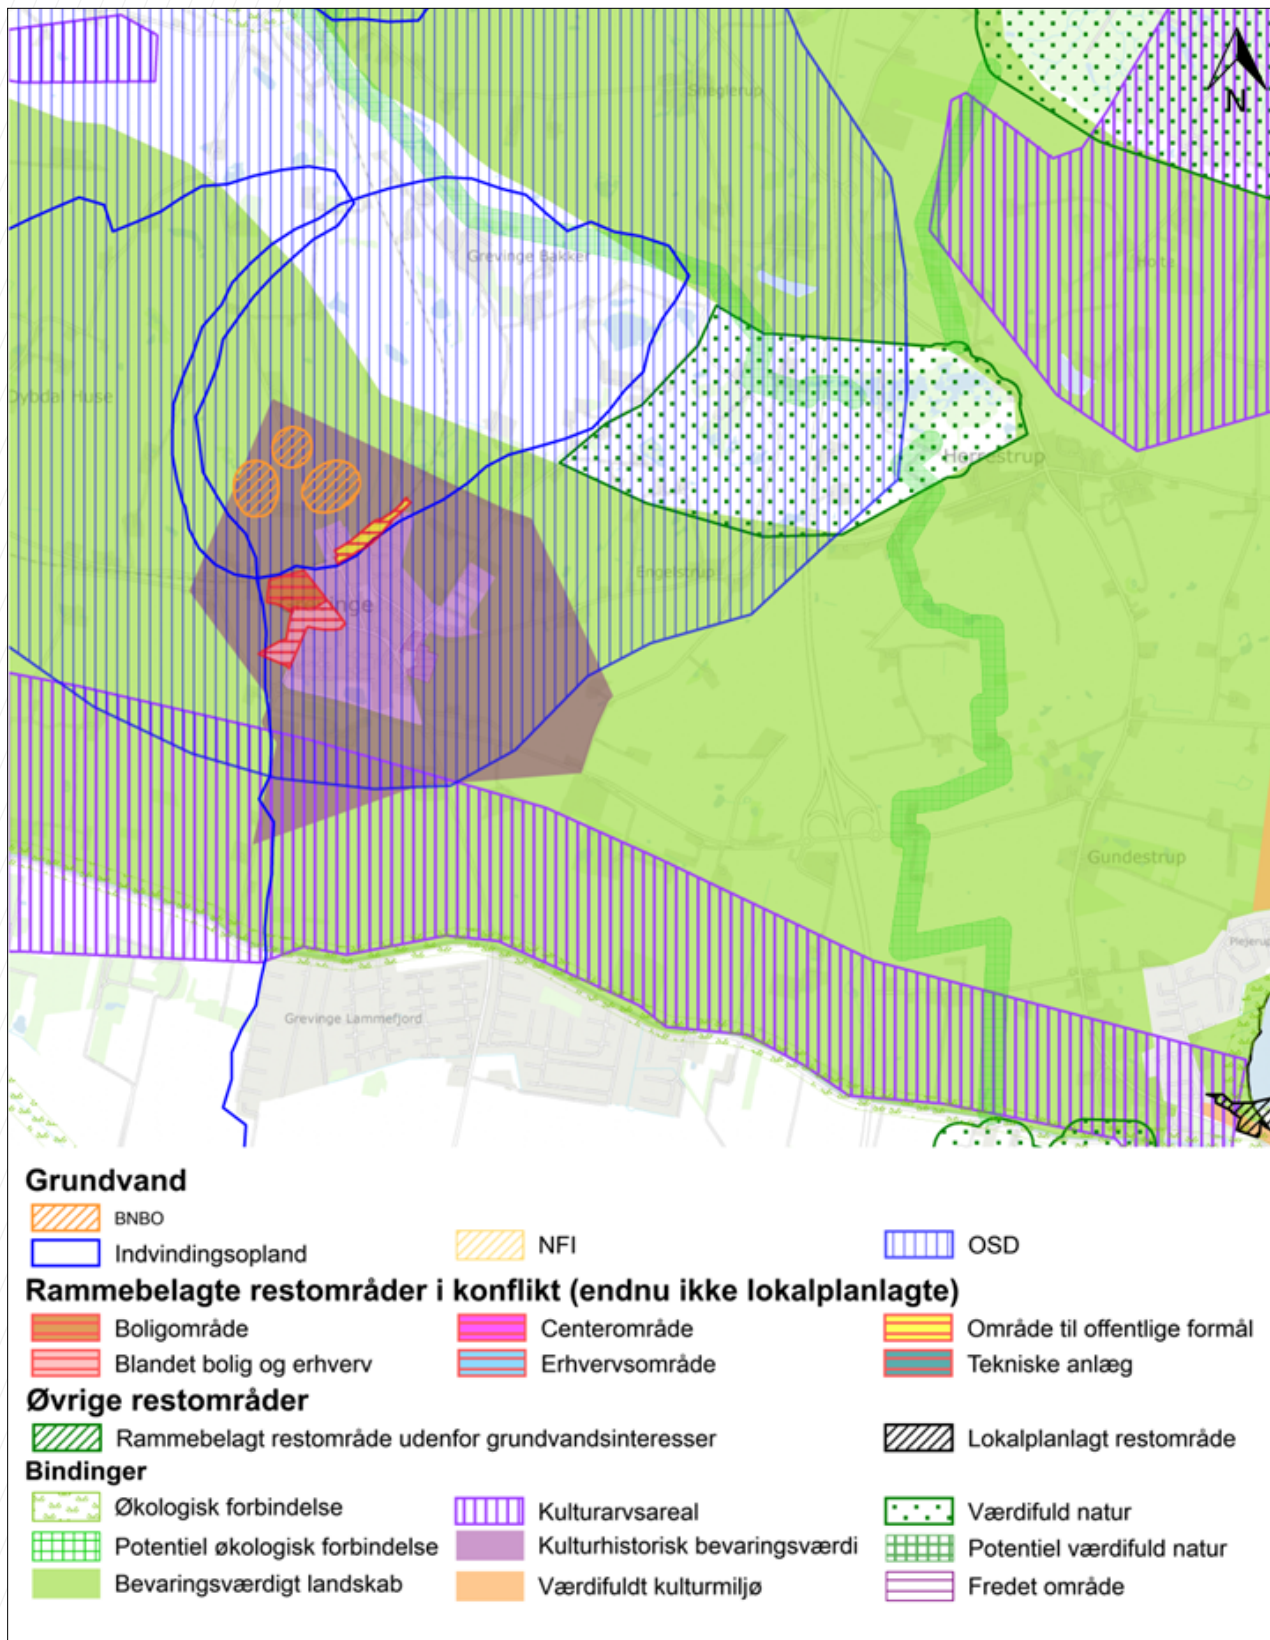 N
Sneglerup
Grevinge Bakker
Holte
Dybdal Huse
Herrestrup
Engelstrup
Gundestrup
Grevinge Lammefjord
Grundvand
BNBO
Indvindingsopland
NFI
OSD
Rammebelagte restområder i konflikt (endnu ikke lokalplanlagte)
Boligområde
Centerområde
Område til offentlige formål
Blandet bolig og erhverv
Erhvervsområde
Tekniske anlæg
Øvrige restområder
Rammebelagt restområde udenfor grundvandsinteresser
Lokalplanlagt restområde
Bindinger
Økologisk forbindelse
Kulturarvsareal
Værdifuld natur
Potentiel økologisk forbindelse
Kulturhistorisk bevaringsværdi
Potentiel værdifuld natur
Bevaringsværdigt landskab
Værdifuldt kulturmiljø
Fredet område